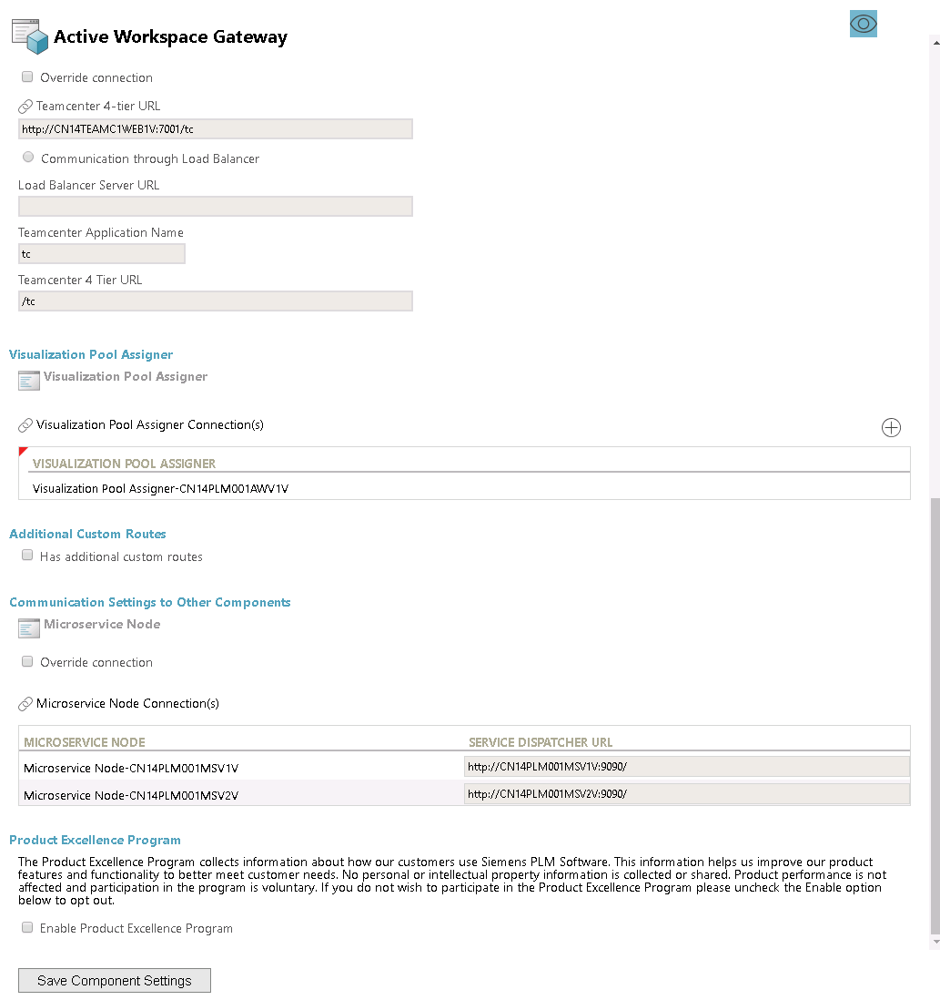 Active Workspace Gateway
Override connection
Teamcenter 4-tier URL
http://CN14TEAMC1WEB1V:7001/tc
Communication through Load Balancer
Load Balancer Server URL
Teamcenter Application Name
tc
Teamcenter 4 Tier URL
/tc
Visualization Pool Assigner
Visualization Pool Assigner
Visualization Pool Assigner Connection(s)
VISUALIZATION POOL ASSIGNER
Visualization Pool Assigner-CN14PLM001AWV1V
Additional Custom Routes
Has additional custom routes
Communication Settings to Other Components
Microservice Node
Override connection
Microservice Node Connection(s)
MICROSERVICE NODE SERVICE DISPATCHER URL
Microservice Node-CN14PLM001MSV1V http://CN14PLM001MSV1V:9090/
Microservice Node-CN14PLM001MSV2V http://CN14PLM001MSV2V:9090/
Product Excellence Program
The Product Excellence Program collects information about how our customers use Siemens PLM Software. This information helps us improve our product
features and functionality to better meet customer needs. No personal or intellectual property information is collected or shared. Product performance is not
affected and participation in the program is voluntary. If you do not wish to participate in the Product Excellence Program please uncheck the Enable option
below to opt out.
Enable Product Excellence Program
Save Component Settings